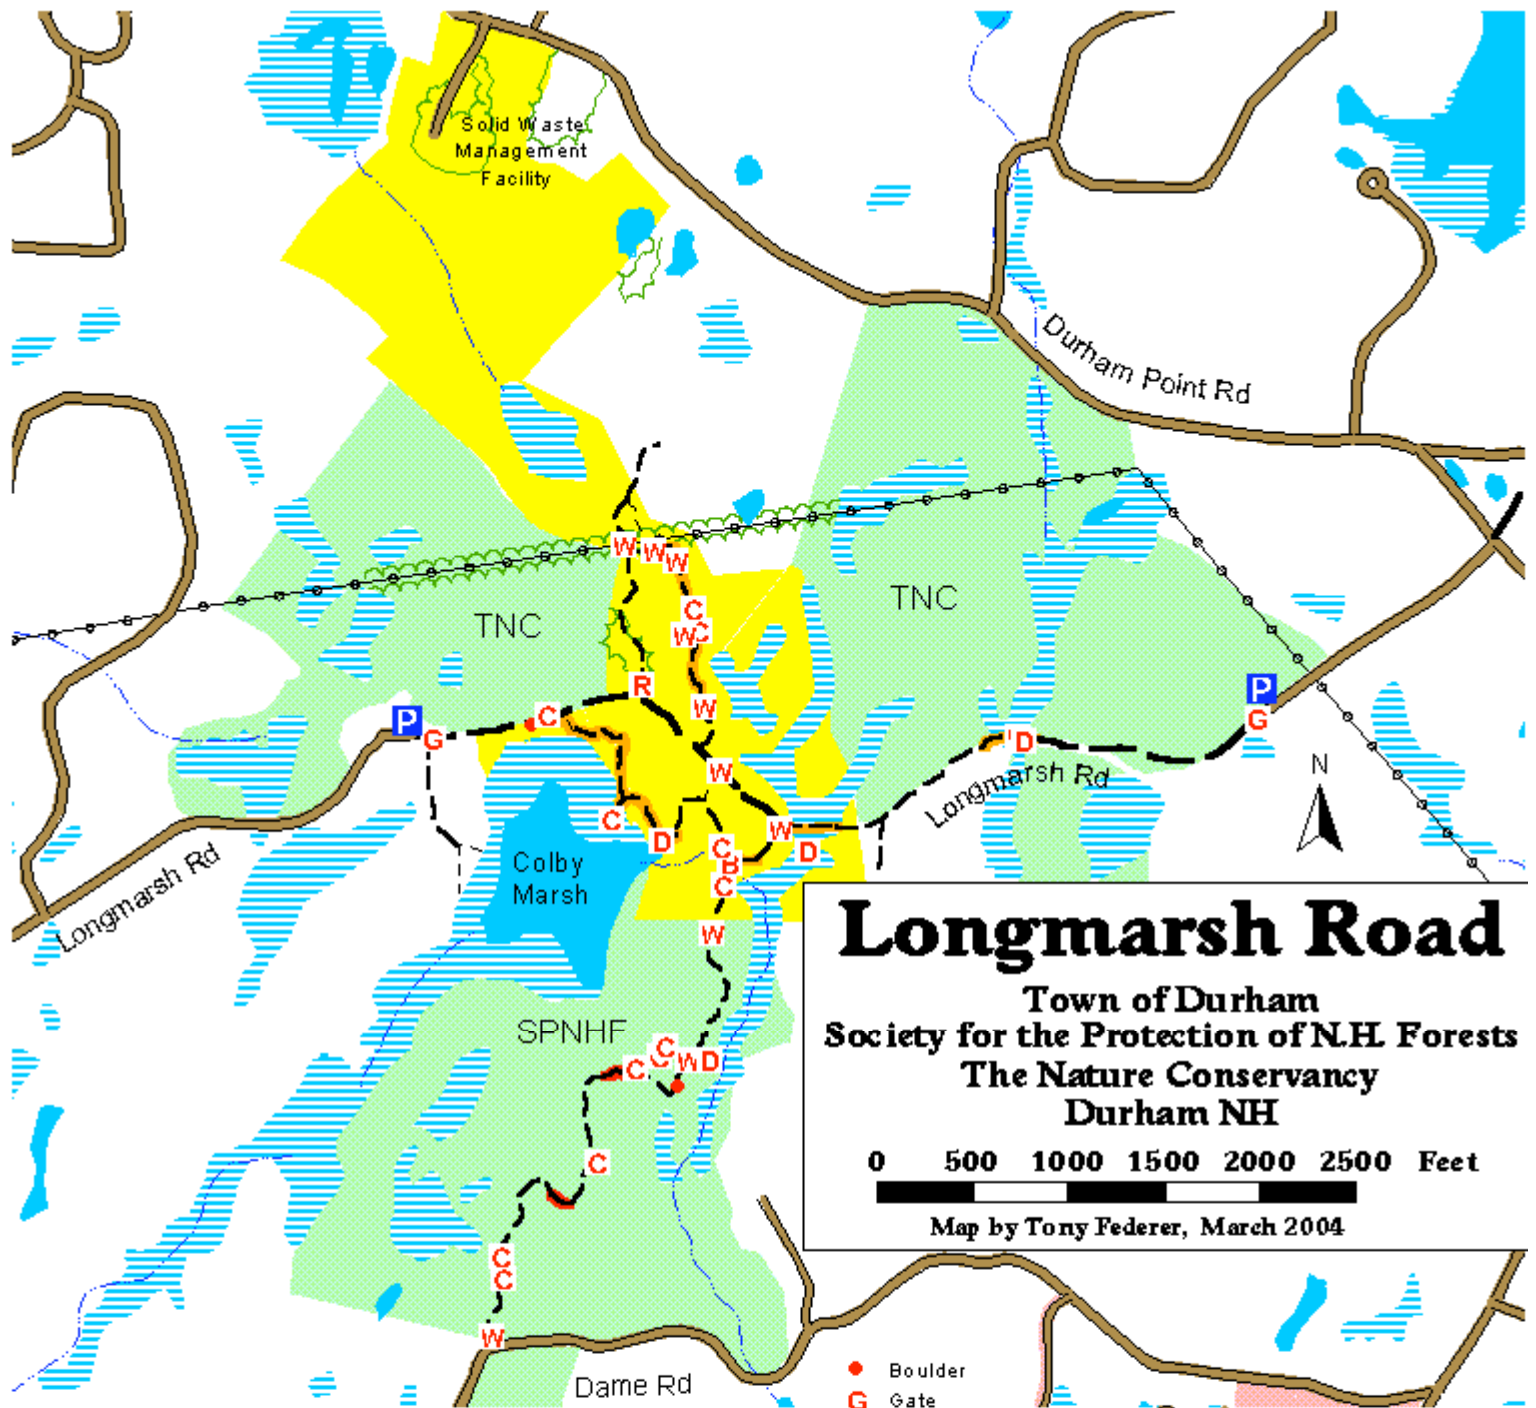 Solid Waste
Management
Facility
Durham Point Rd
W
W
W
TNC
TNC
C
C
W
R
P
W
P
G
C
G
D
W
Longmarsh Rd
N
C
W
D
C
D
B
C
Colby
Marsh
Longmarsh Rd
W
Longmarsh Road
Town of Durham
Society for the Protection of N.H. Forests
The Nature Conservancy
Durham NH
0 500 1000 1500 2000 2500 Feet
Map by Tony Federer, March 2004
SPNHF
C
C
C
W
D
C
C
C
W
Dame Rd
Boulder
G Gate